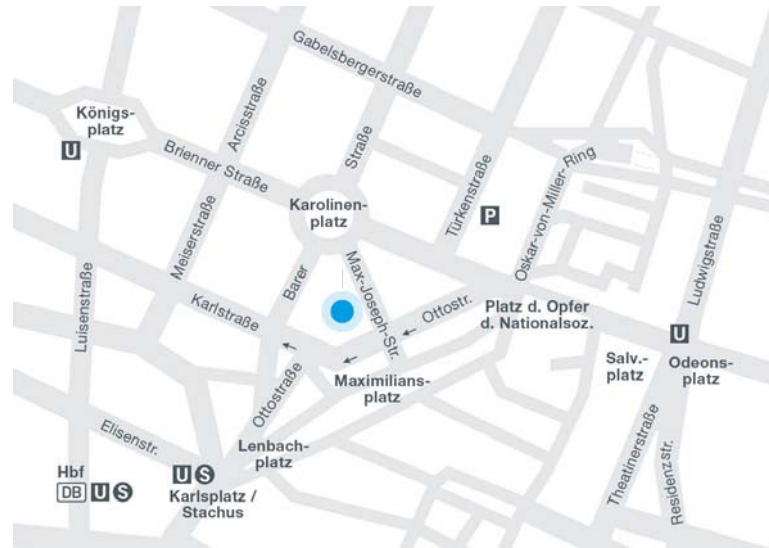 Gabelsbergerstraße
Königs-
platz
U
Arcisstraße
Brienner Straße
Straße
Karolinen-
platz
Türkenstraße
P
Oskar-von-Miller-Ring
Ludwigstraße
Meiserstraße
Luisenstraße
Karlstraße
Barer
Max-Joseph-Str.
Ottostr.
Platz d. Opfer
d. Nationalsoz.
U
Salv.-
platz
Odeons-
platz
Maximilians-
platz
Ottostraße
Elisenstr.
Lenbach-
platz
Theatinerstraße
Residenzstr.
Hbf
DB U S
U S
Karlsplatz /
Stachus